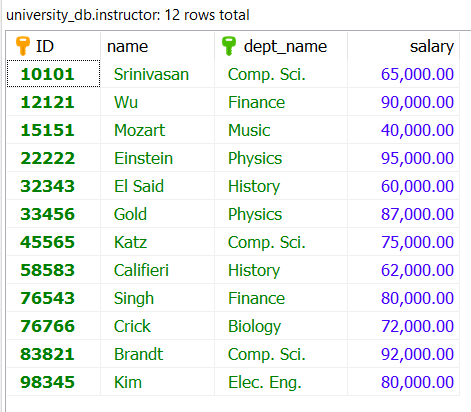 university_db.instructor: 12 rows total
ID name dept_name salary
10101 Srinivasan Comp. Sci. 65,000.00
12121 Wu Finance 90,000.00
15151 Mozart Music 40,000.00
22222 Einstein Physics 95,000.00
32343 El Said History 60,000.00
33456 Gold Physics 87,000.00
45565 Katz Comp. Sci. 75,000.00
58583 Califieri History 62,000.00
76543 Singh Finance 80,000.00
76766 Crick Biology 72,000.00
83821 Brandt Comp. Sci. 92,000.00
98345 Kim Elec. Eng. 80,000.00